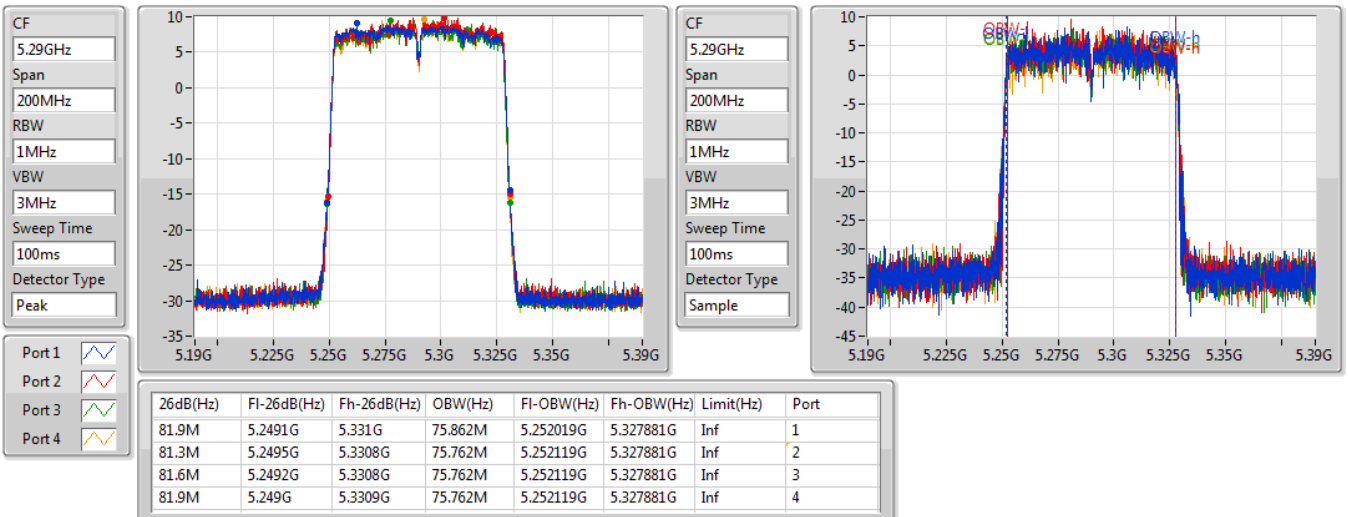 CF
5.29GHz
Span
200MHz
RBW
1MHz
VBW
3MHz
Sweep Time
100ms
Detector Type
Peak
10
5
0
-5
-10
-15
-20
-25
-30
-35
5.19G 5.225G 5.25G 5.275G 5.3G 5.325G 5.35G 5.39G
CF
5.29GHz
Span
200MHz
RBW
1MHz
VBW
3MHz
Sweep Time
100ms
Detector Type
Sample
10
5
0
-5
-10
-15
-20
-25
-30
-35
-40
-45
OBW-l
OBW-h
OBW-h
5.19G 5.225G 5.25G 5.275G 5.3G 5.325G 5.35G 5.39G
Port 1
Port 2
Port 3
Port 4
26dB(Hz) Fl-26dB(Hz) Fh-26dB(Hz) OBW(Hz) Fl-OBW(Hz) Fh-OBW(Hz) Limit(Hz) Port
81.9M 5.2491G 5.331G 75.862M 5.252019G 5.327881G Inf 1
81.3M 5.2495G 5.3308G 75.762M 5.252119G 5.327881G Inf 2
81.6M 5.2492G 5.3308G 75.762M 5.252119G 5.327881G Inf 3
81.9M 5.249G 5.3309G 75.762M 5.252119G 5.327881G Inf 4